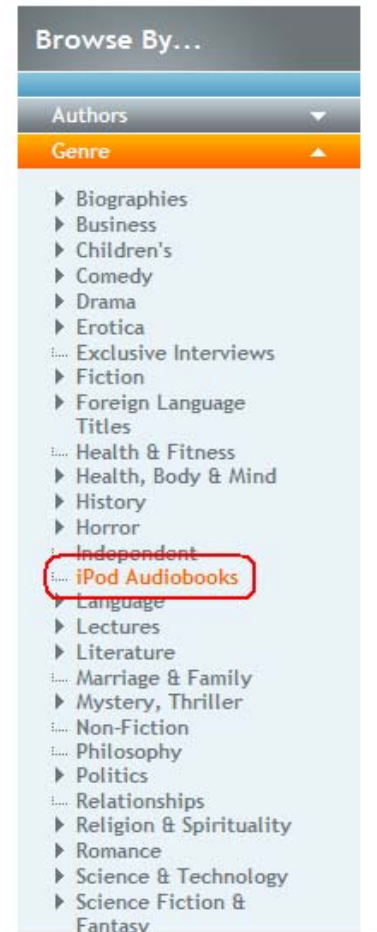 Browse By...
Authors
Genre
Biographies
Business
Children's
Comedy
Drama
Erotica
Exclusive Interviews
Fiction
Foreign Language
Titles
Health & Fitness
Health, Body & Mind
History
Horror
Independent
iPod Audiobooks
Language
Lectures
Literature
Marriage & Family
Mystery, Thriller
Non-Fiction
Philosophy
Politics
Relationships
Religion & Spirituality
Romance
Science & Technology
Science Fiction &
Fantasy